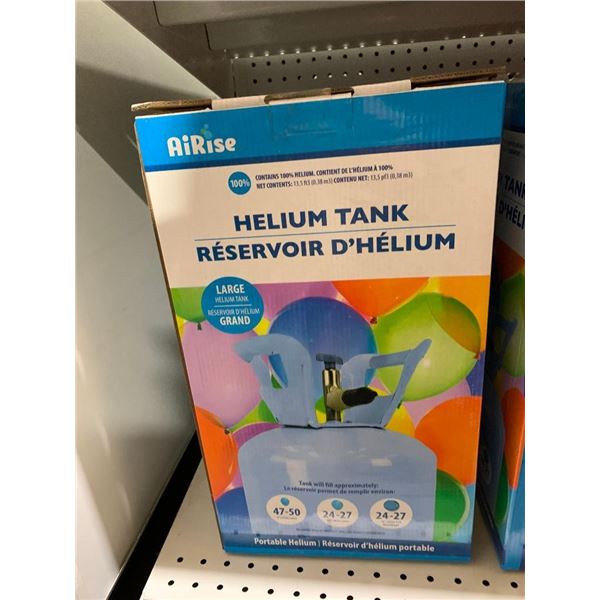 AiRise
100%
CONTAINS 100% HELIUM. CONTIENT DE L'HÉLIUM À 100%
NET CONTENTS: 13,5 ft3 (0,38 m3) CONTENU NET: 13,5 pi3 (0,38 m3)
HELIUM TANK
RÉSERVOIR D'HÉLIUM
LARGE
HELIUM TANK
RÉSERVOIR D'HÉLIUM
GRAND
Tank will fill approximately:
Le réservoir permet de remplir environ:
47-50
24-27
24-27
Portable Helium | Réservoir d'hélium portable